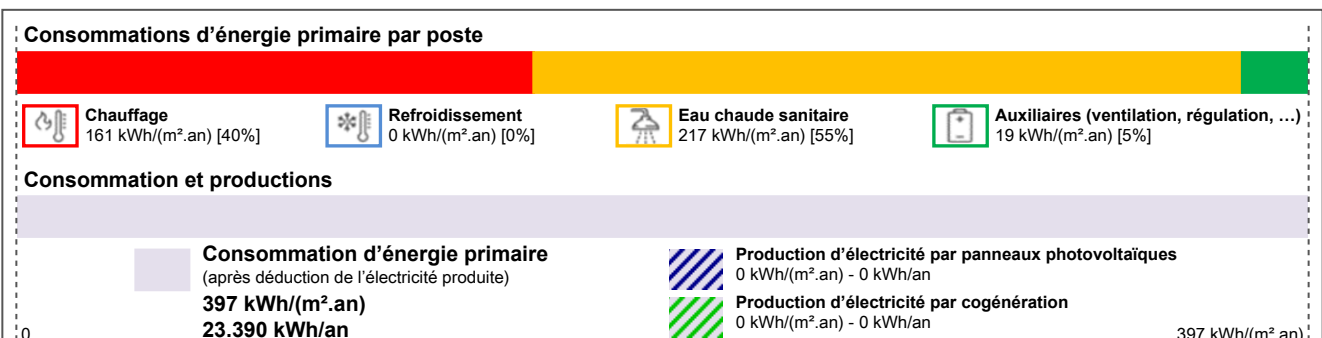 Consommations d’énergie primaire par poste
Chauffage
161 kWh/(m².an) [40%]
Refroidissement
0 kWh/(m².an) [0%]
Eau chaude sanitaire
217 kWh/(m².an) [55%]
Auxiliaires (ventilation, régulation, …)
19 kWh/(m².an) [5%]
Consommation et productions
Consommation d’énergie primaire
(après déduction de l’électricité produite)
397 kWh/(m².an)
23.390 kWh/an
Production d’électricité par panneaux photovoltaïques
0 kWh/(m².an) - 0 kWh/an
Production d’électricité par cogénération
0 kWh/(m².an) - 0 kWh/an
0
397 kWh/(m².an)